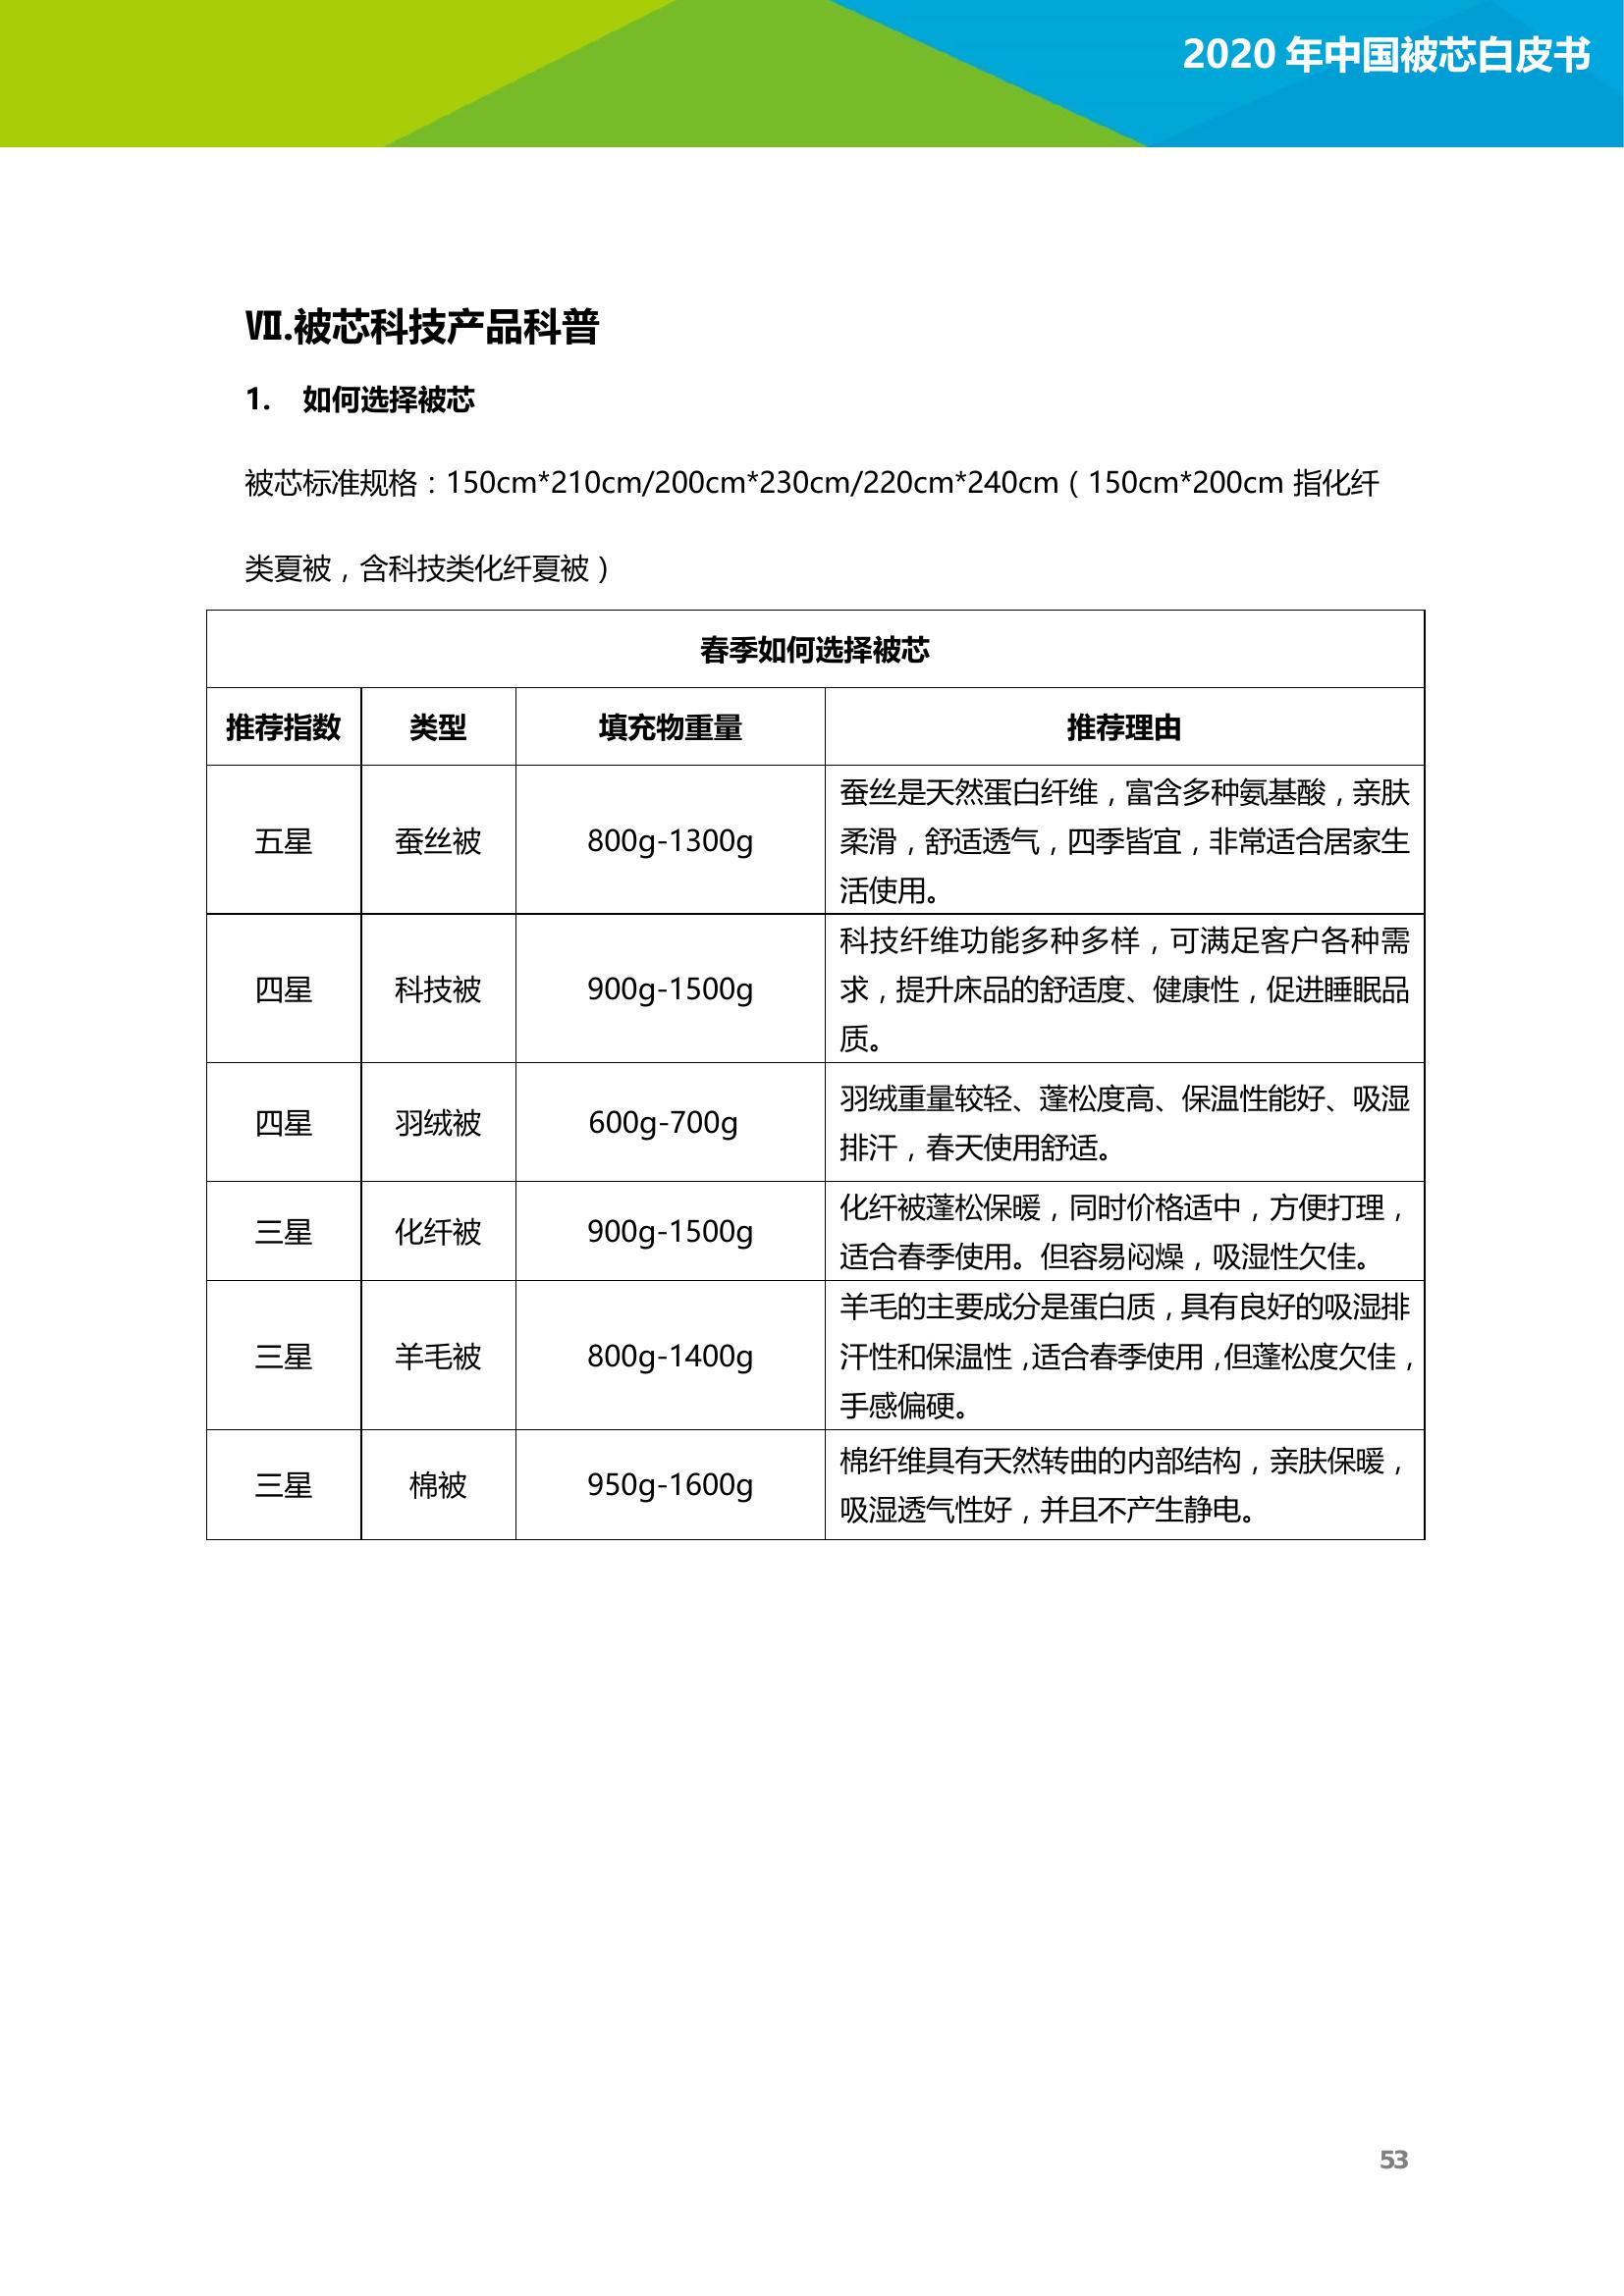 2020 年中国被芯白皮书
Ⅶ.被芯科技产品科普
1. 如何选择被芯
被芯标准规格：150cm*210cm/200cm*230cm/220cm*240cm（150cm*200cm 指化纤
类夏被，含科技类化纤夏被）
春季如何选择被芯
推荐指数 类型 填充物重量 推荐理由
五星 蚕丝被 800g-1300g 蚕丝是天然蛋白纤维，富含多种氨基酸，亲肤
柔滑，舒适透气，四季皆宜，非常适合居家生
活使用。
四星 科技被 900g-1500g 科技纤维功能多种多样，可满足客户各种需
求，提升床品的舒适度、健康性，促进睡眠品
质。
四星 羽绒被 600g-700g 羽绒重量较轻、蓬松度高、保温性能好、吸湿
排汗，春天使用舒适。
三星 化纤被 900g-1500g 化纤被蓬松保暖，同时价格适中，方便打理，
适合春季使用。但容易闷燥，吸湿性欠佳。
三星 羊毛被 800g-1400g 羊毛的主要成分是蛋白质，具有良好的吸湿排
汗性和保温性，适合春季使用，但蓬松度欠佳，
手感偏硬。
三星 棉被 950g-1600g 棉纤维具有天然转曲的内部结构，亲肤保暖，
吸湿透气性好，并且不产生静电。
53